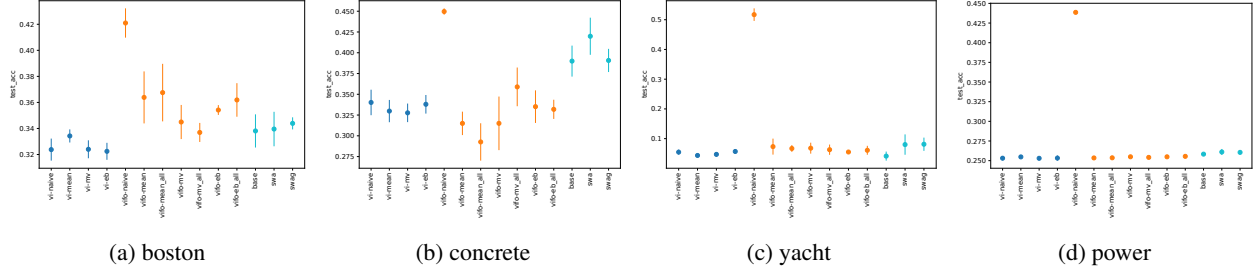 0.42
0.40
0.38
0.36
0.34
0.32
test_acc
vi-naive
vi-mean
vi-mv
vi-eb
vifo-naive
vifo-mean
vifo-mean_all
vifo-mv
vifo-mv_all
vifo-eb
vifo-eb_all
base
swa
swag
(a) boston
0.450
0.425
0.400
0.375
0.350
0.325
0.300
0.275
test_acc
vi-naive
vi-mean
vi-mv
vi-eb
vifo-naive
vifo-mean
vifo-mean_all
vifo-mv
vifo-mv_all
vifo-eb
vifo-eb_all
base
swa
swag
(b) concrete
0.5
0.4
0.3
0.2
0.1
test_acc
vi-naive
vi-mean
vi-mv
vi-eb
vifo-naive
vifo-mean
vifo-mean_all
vifo-mv
vifo-mv_all
vifo-eb
vifo-eb_all
base
swa
swag
(c) yacht
0.450
0.425
0.400
0.375
0.350
0.325
0.300
0.275
0.250
test_acc
vi-naive
vi-mean
vi-mv
vi-eb
vifo-naive
vifo-mean
vifo-mean_all
vifo-mv
vifo-mv_all
vifo-eb
vifo-eb_all
base
swa
swag
(d) power